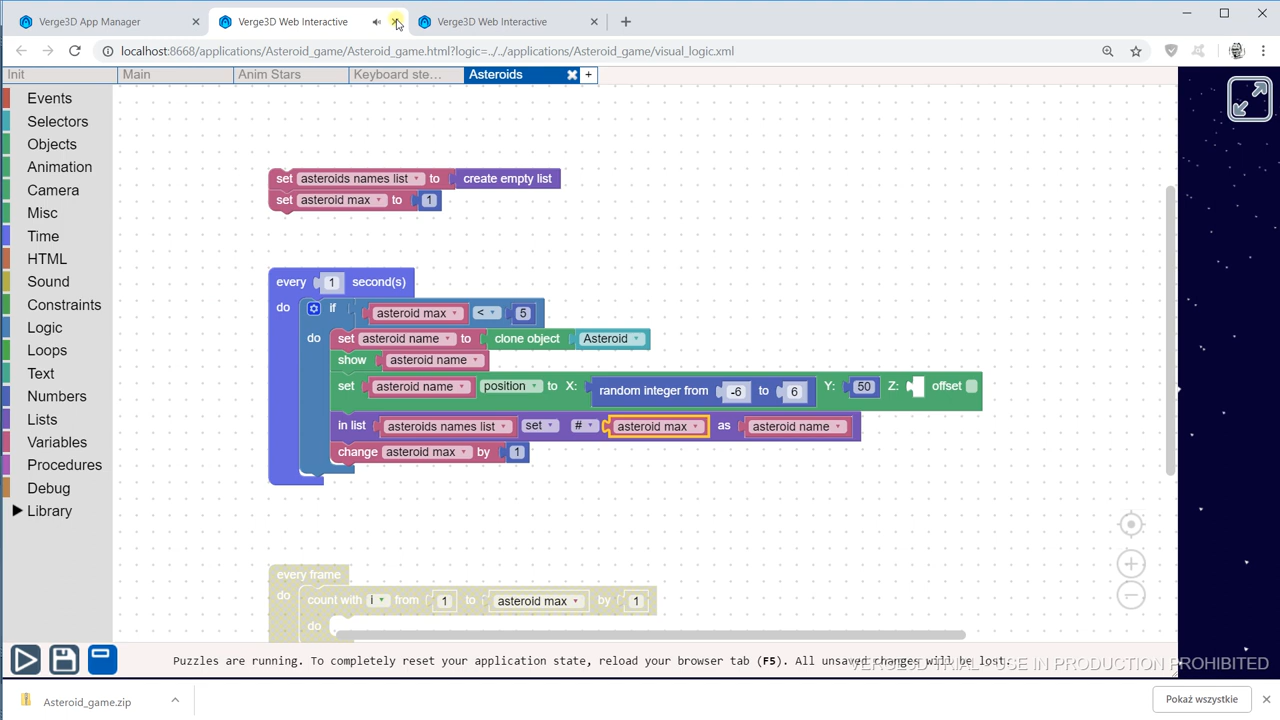 Verge3D App Manager
Verge3D Web Interactive
Verge3D Web Interactive
localhost:8668/applications/Asteroid_game/Asteroid_game.html?logic=../../applications/Asteroid_game/visual_logic.xml
Init
Main
Anim Stars
Keyboard ste…
Asteroids
+
Events
Selectors
Objects
Animation
Camera
Misc
Time
HTML
Sound
Constraints
Logic
Loops
Text
Numbers
Lists
Variables
Procedures
Debug
Library
set asteroids names list to create empty list
set asteroid max to 1
every 1 second(s)
do if asteroid max < 5
do set asteroid name to clone object Asteroid
show asteroid name
set asteroid name position to X: random integer from -6 to 6 Y: 50 Z: offset
in list asteroids names list set # asteroid max as asteroid name
change asteroid max by 1
every frame
do count with i from 1 to asteroid max by 1
do
Puzzles are running. To completely reset your application state, reload your browser tab (F5). All unsaved changes will be lost.
VERGE3D TRIAL - USE IN PRODUCTION PROHIBITED
Asteroid_game.zip
Pokaż wszystkie